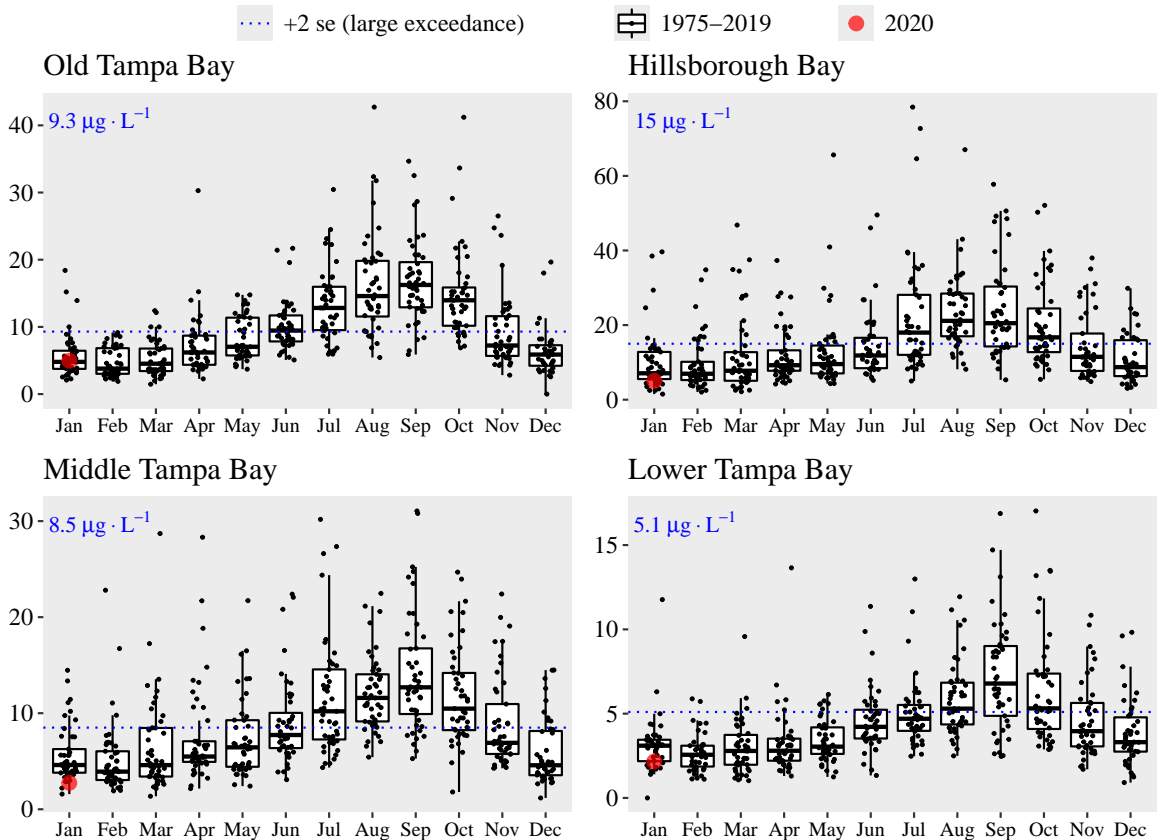 +2 se (large exceedance) 1975–2019 2020
Old Tampa Bay
9.3 µg · L⁻¹
40
30
20
10
0
Jan Feb Mar Apr May Jun Jul Aug Sep Oct Nov Dec
Hillsborough Bay
15 µg · L⁻¹
80
60
40
20
0
Jan Feb Mar Apr May Jun Jul Aug Sep Oct Nov Dec
Middle Tampa Bay
8.5 µg · L⁻¹
30
20
10
0
Jan Feb Mar Apr May Jun Jul Aug Sep Oct Nov Dec
Lower Tampa Bay
5.1 µg · L⁻¹
15
10
5
0
Jan Feb Mar Apr May Jun Jul Aug Sep Oct Nov Dec